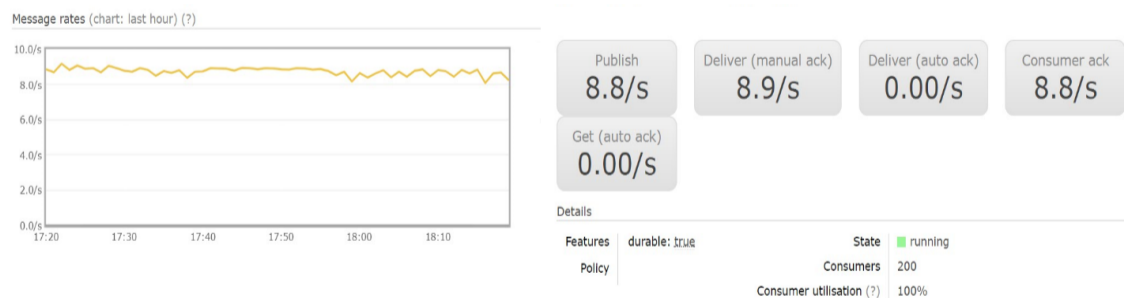 Message rates (chart: last hour) (?)
10.0/s
8.0/s
6.0/s
4.0/s
2.0/s
0.0/s
17:20 17:30 17:40 17:50 18:00 18:10
Publish
8.8/s
Deliver (manual ack)
8.9/s
Deliver (auto ack)
0.00/s
Consumer ack
8.8/s
Get (auto ack)
0.00/s
Details
Features durable: true
Policy
State running
Consumers 200
Consumer utilisation (?) 100%